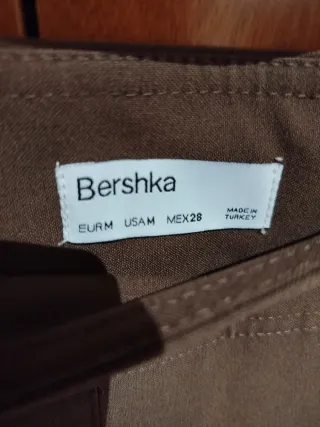 Bershka
EUR M USA M MEX 28
MADE IN
TURKEY